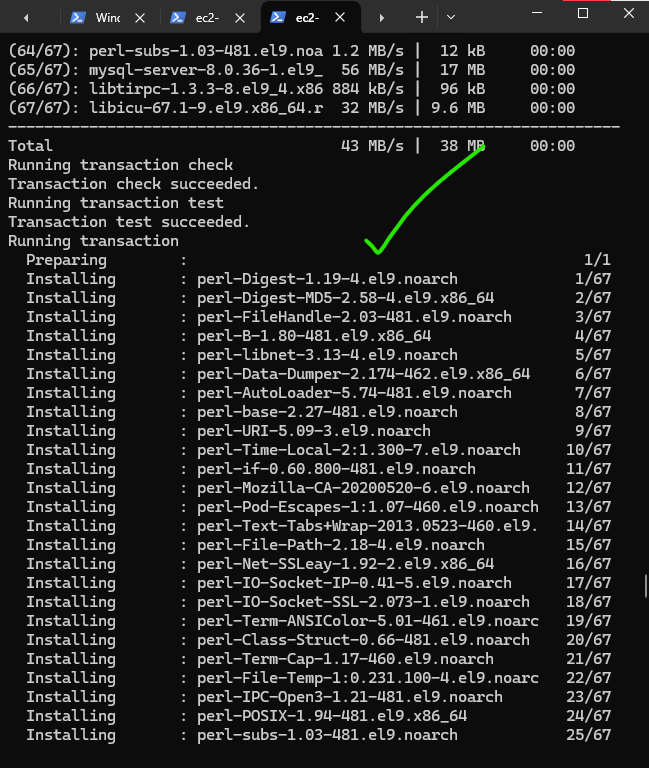 Winc
ec2-
ec2-
(64/67): perl-subs-1.03-481.el9.noa 1.2 MB/s | 12 kB 00:00
(65/67): mysql-server-8.0.36-1.el9_ 56 MB/s | 17 MB 00:00
(66/67): libtirpc-1.3.3-8.el9_4.x86 884 kB/s | 96 kB 00:00
(67/67): libicu-67.1-9.el9.x86_64.r 32 MB/s | 9.6 MB 00:00
--------------------------------------------------------------------
Total 43 MB/s | 38 MB 00:00
Running transaction check
Transaction check succeeded.
Running transaction test
Transaction test succeeded.
Running transaction
Preparing : 1/1
Installing : perl-Digest-1.19-4.el9.noarch 1/67
Installing : perl-Digest-MD5-2.58-4.el9.x86_64 2/67
Installing : perl-FileHandle-2.03-481.el9.noarch 3/67
Installing : perl-B-1.80-481.el9.x86_64 4/67
Installing : perl-libnet-3.13-4.el9.noarch 5/67
Installing : perl-Data-Dumper-2.174-462.el9.x86_64 6/67
Installing : perl-AutoLoader-5.74-481.el9.noarch 7/67
Installing : perl-base-2.27-481.el9.noarch 8/67
Installing : perl-URI-5.09-3.el9.noarch 9/67
Installing : perl-Time-Local-2:1.300-7.el9.noarch 10/67
Installing : perl-if-0.60.800-481.el9.noarch 11/67
Installing : perl-Mozilla-CA-20200520-6.el9.noarch 12/67
Installing : perl-Pod-Escapes-1:1.07-460.el9.noarch 13/67
Installing : perl-Text-Tabs+Wrap-2013.0523-460.el9. 14/67
Installing : perl-File-Path-2.18-4.el9.noarch 15/67
Installing : perl-Net-SSLeay-1.92-2.el9.x86_64 16/67
Installing : perl-IO-Socket-IP-0.41-5.el9.noarch 17/67
Installing : perl-IO-Socket-SSL-2.073-1.el9.noarch 18/67
Installing : perl-Term-ANSIColor-5.01-461.el9.noarc 19/67
Installing : perl-Class-Struct-0.66-481.el9.noarch 20/67
Installing : perl-Term-Cap-1.17-460.el9.noarch 21/67
Installing : perl-File-Temp-1:0.231.100-4.el9.noarc 22/67
Installing : perl-IPC-Open3-1.21-481.el9.noarch 23/67
Installing : perl-POSIX-1.94-481.el9.x86_64 24/67
Installing : perl-subs-1.03-481.el9.noarch 25/67